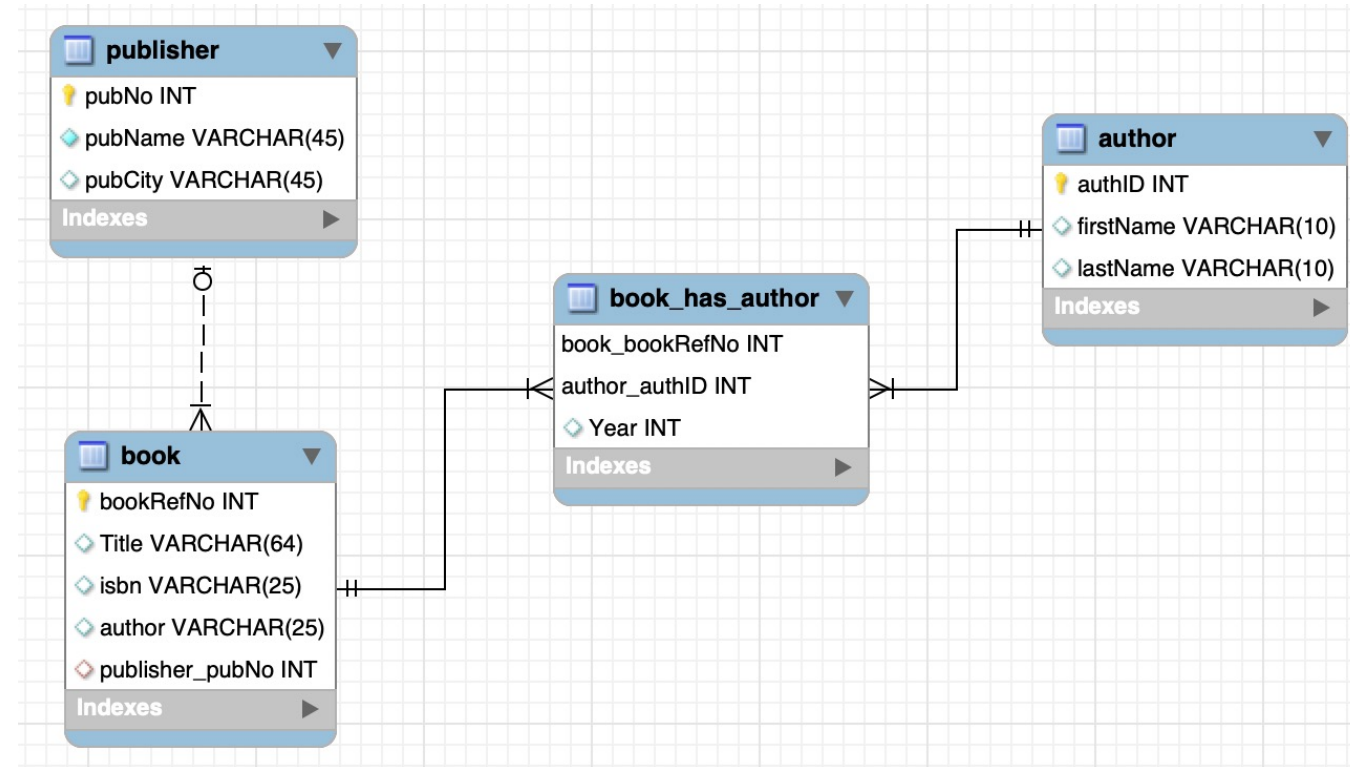 publisher
pubNo INT
pubName VARCHAR(45)
pubCity VARCHAR(45)
Indexes
book
bookRefNo INT
Title VARCHAR(64)
isbn VARCHAR(25)
author VARCHAR(25)
publisher_pubNo INT
Indexes
book_has_author
book_bookRefNo INT
author_authID INT
Year INT
Indexes
author
authID INT
firstName VARCHAR(10)
lastName VARCHAR(10)
Indexes